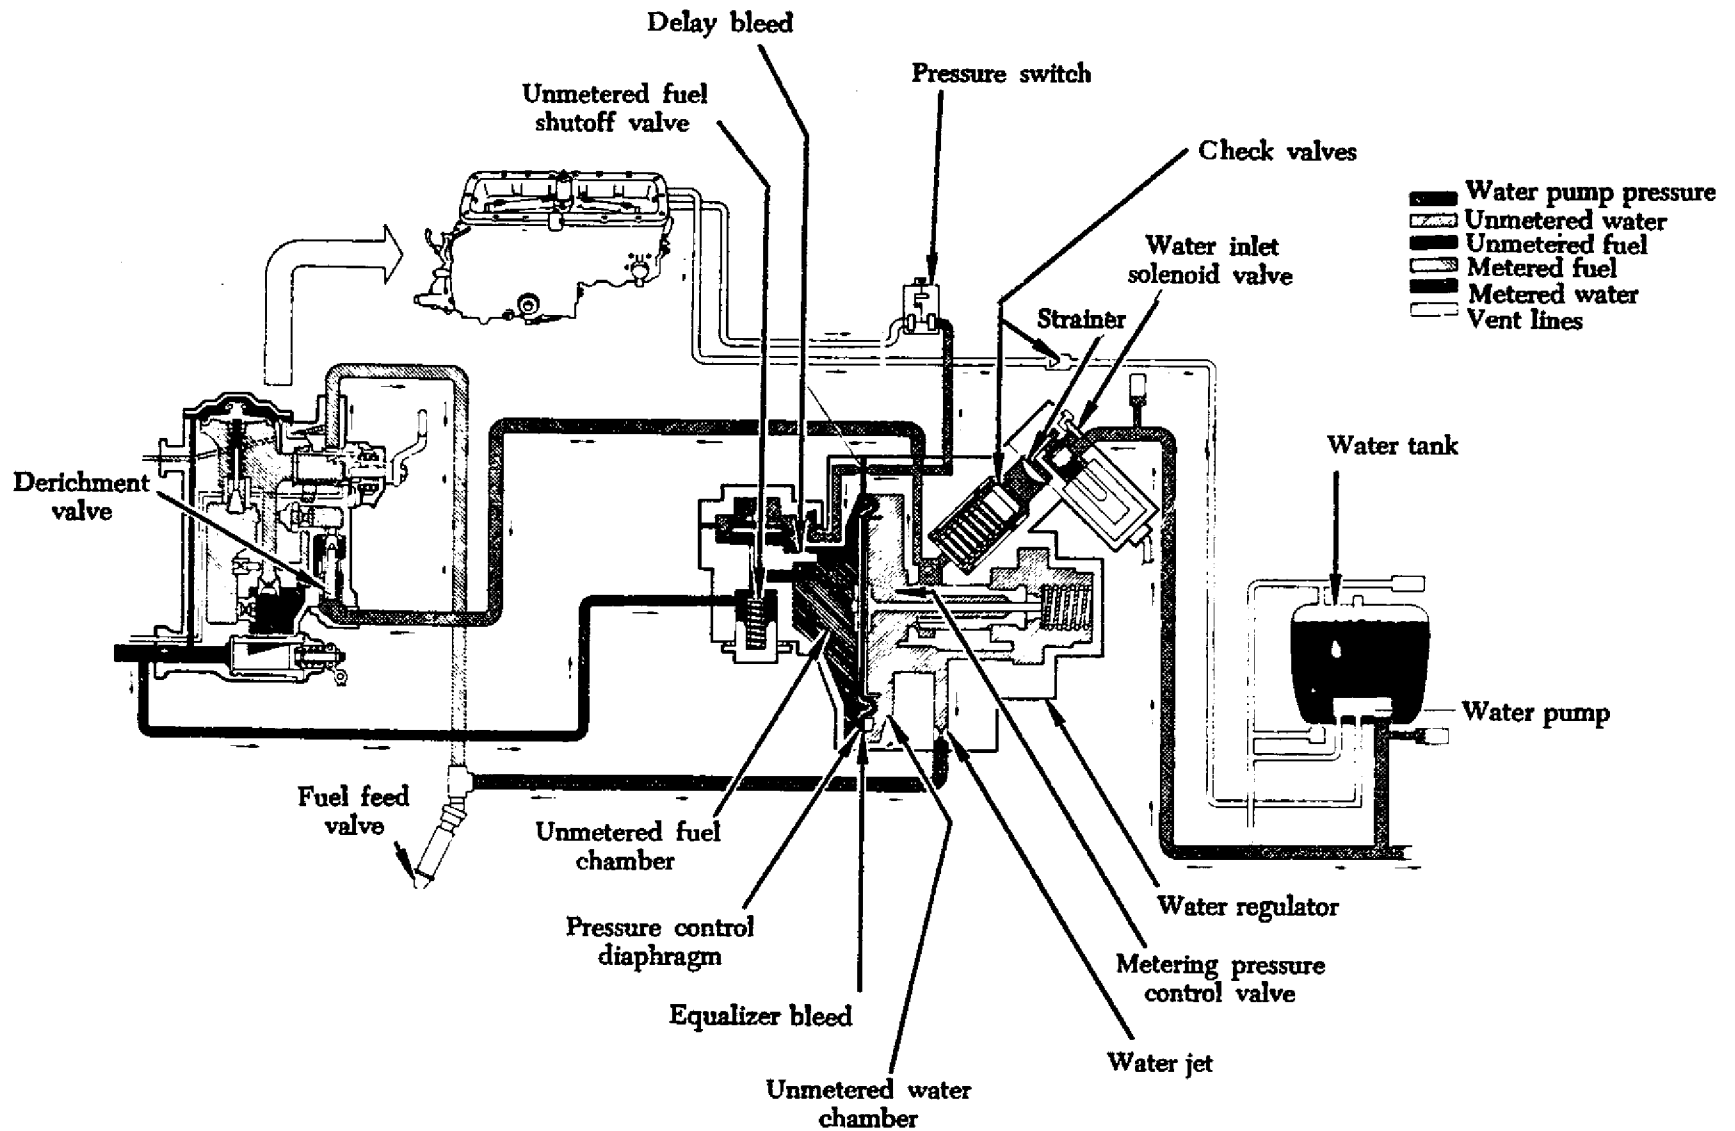 Delay bleed
Pressure switch
Unmetered fuel
shutoff valve
Check valves
Water pump pressure
Unmetered water
Unmetered fuel
Metered fuel
Metered water
Vent lines
Water inlet
solenoid valve
Strainer
Water tank
Derichment
valve
Water pump
Fuel feed
valve
Unmetered fuel
chamber
Water regulator
Pressure control
diaphragm
Metering pressure
control valve
Equalizer bleed
Water jet
Unmetered water
chamber